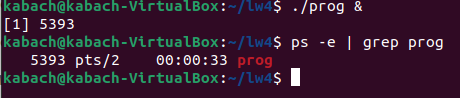 kabach@kabach-VirtualBox:~/lw4$ ./prog &
[1] 5393
kabach@kabach-VirtualBox:~/lw4$ ps -e | grep prog
   5393 pts/2    00:00:33 prog
kabach@kabach-VirtualBox:~/lw4$